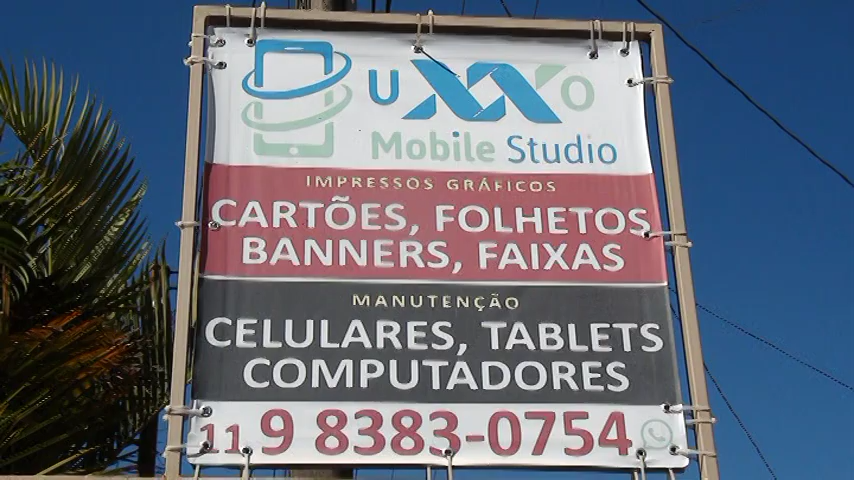 UXXO
Mobile Studio
IMPRESSOS GRÁFICOS
CARTÕES, FOLHETOS
BANNERS, FAIXAS
MANUTENÇÃO
CELULARES, TABLETS
COMPUTADORES
11 9 8383-0754